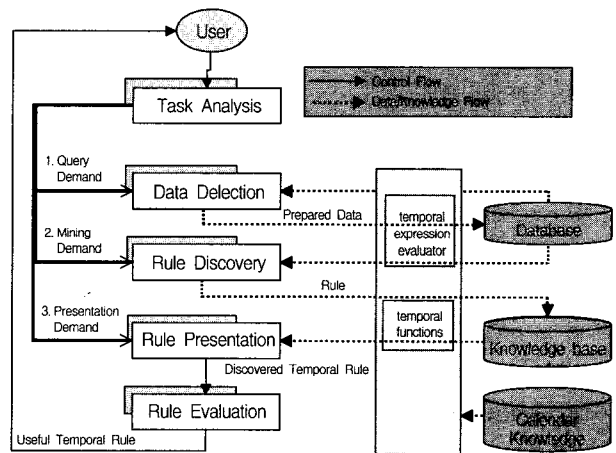 User
Control Flow
Data/Knowledge Flow
Task Analysis
1. Query
Demand
Data Delection
Prepared Data
temporal
expression
evaluator
Database
2. Mining
Demand
Rule Discovery
Rule
3. Presentation
Demand
temporal
functions
Rule Presentation
Knowledge base
Discovered Temporal Rule
Rule Evaluation
Calendar
Knowledge
Useful Temporal Rule